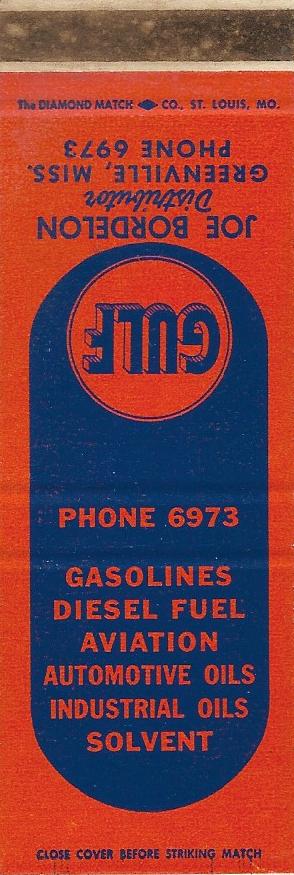 The DIAMOND MATCH CO., ST. LOUIS, MO.
JOE BORDELON
Distributor
GREENVILLE, MISS.
PHONE 6973
GULF
PHONE 6973
GASOLINES
DIESEL FUEL
AVIATION
AUTOMOTIVE OILS
INDUSTRIAL OILS
SOLVENT
CLOSE COVER BEFORE STRIKING MATCH